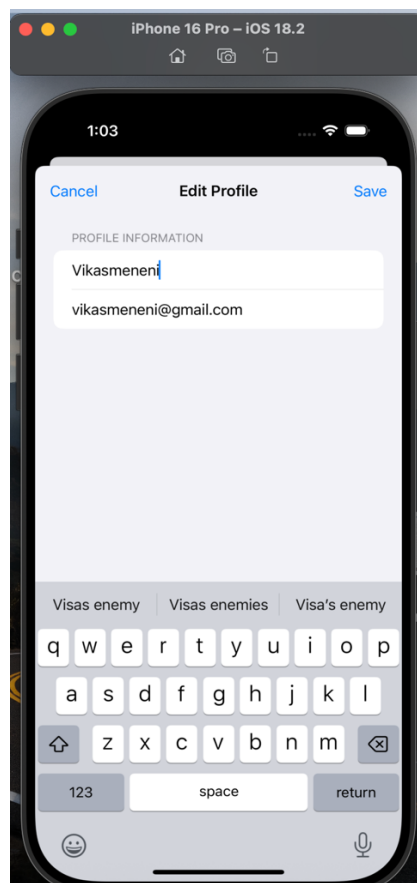 iPhone 16 Pro – iOS 18.2
1:03
Cancel Edit Profile Save
PROFILE INFORMATION
Vikasmeneni
vikasmeneni@gmail.com
Visas enemy Visas enemies Visa's enemy
q w e r t y u i o p
a s d f g h j k l
z x c v b n m
123 space return